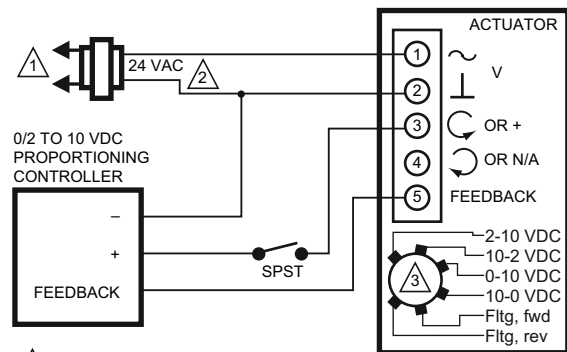 ACTUATOR
1
24 VAC
2
1
V
2
3
OR +
4
OR N/A
5
FEEDBACK
0/2 TO 10 VDC
PROPORTIONING
CONTROLLER
–
+
FEEDBACK
SPST
3
2-10 VDC
10-2 VDC
0-10 VDC
10-0 VDC
Fltg, fwd
Fltg, rev